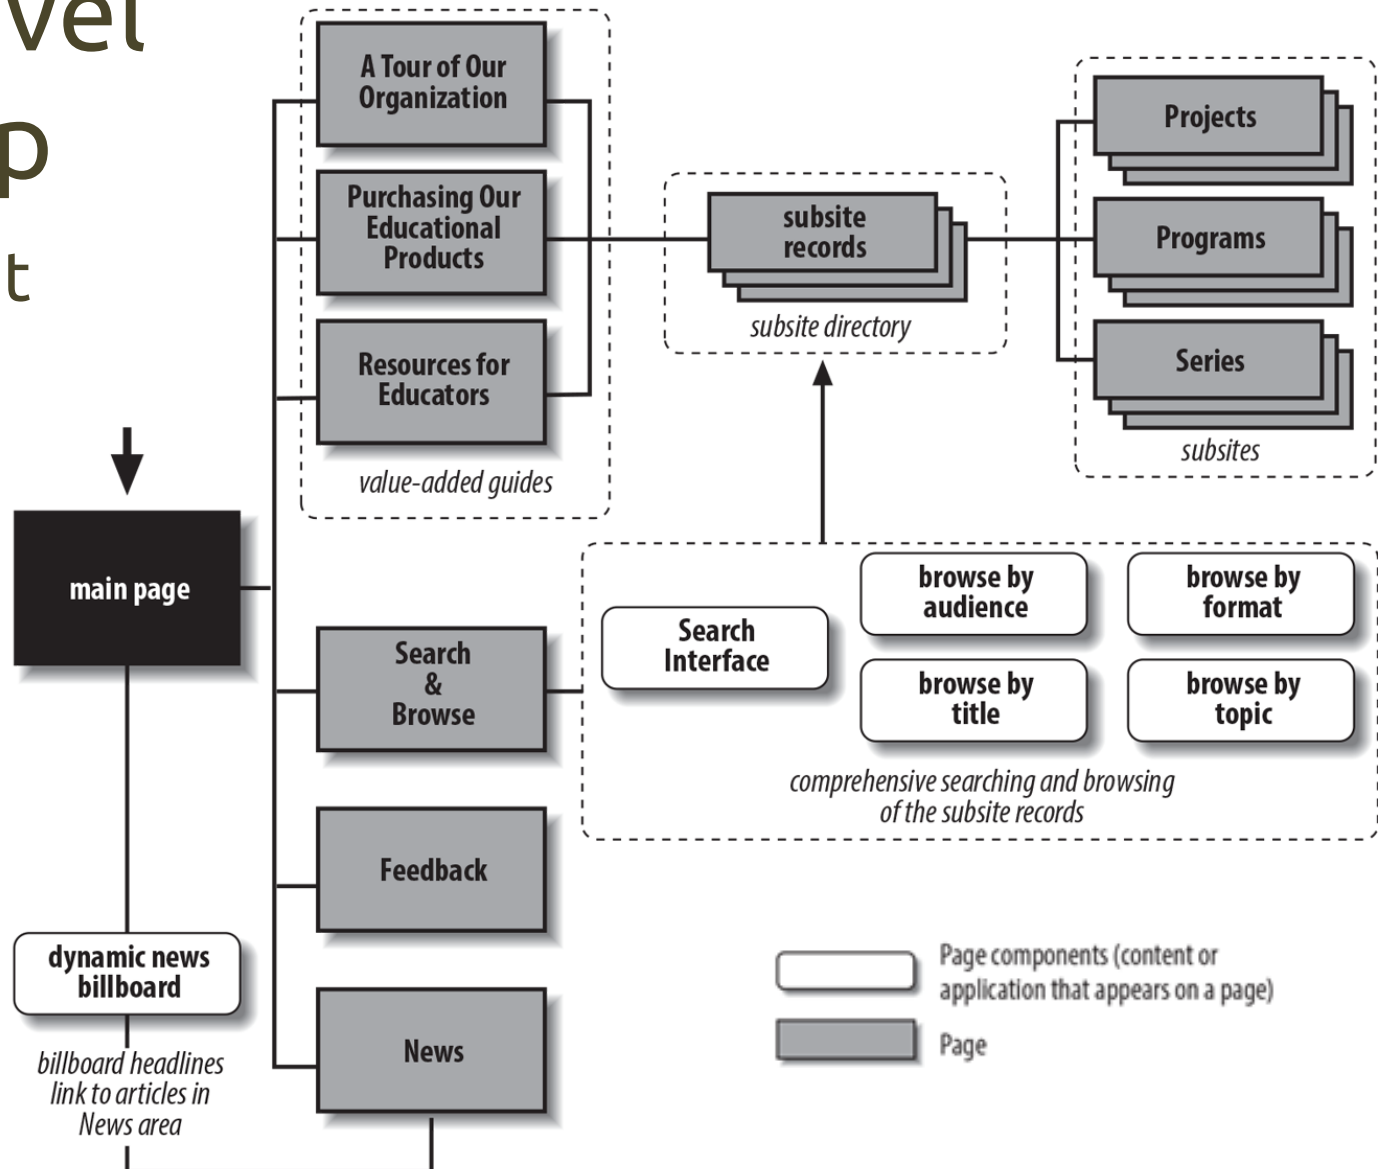 vel
p
t
A Tour of Our
Organization
Purchasing Our
Educational
Products
Resources for
Educators
value-added guides
subsite
records
subsite directory
Projects
Programs
Series
subsites
main page
Search
&
Browse
Search
Interface
browse by
audience
browse by
format
browse by
title
browse by
topic
comprehensive searching and browsing
of the subsite records
Feedback
dynamic news
billboard
billboard headlines
link to articles in
News area
News
Page components (content or
application that appears on a page)
Page